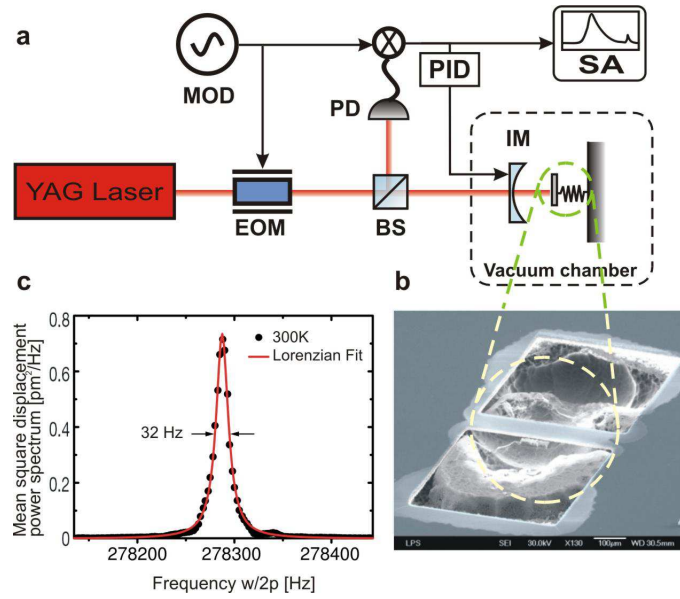 a
MOD
PID
SA
PD
IM
YAG Laser
EOM
BS
Vacuum chamber
c
b
0.8
0.6
0.4
0.2
0
300K
Lorenzian Fit
32 Hz
Mean square displacement
power spectrum [pm²/Hz]
278200
278300
278400
Frequency w/2p [Hz]
LPS
SEI
30.0kV
X130
100μm
WD 30.5mm